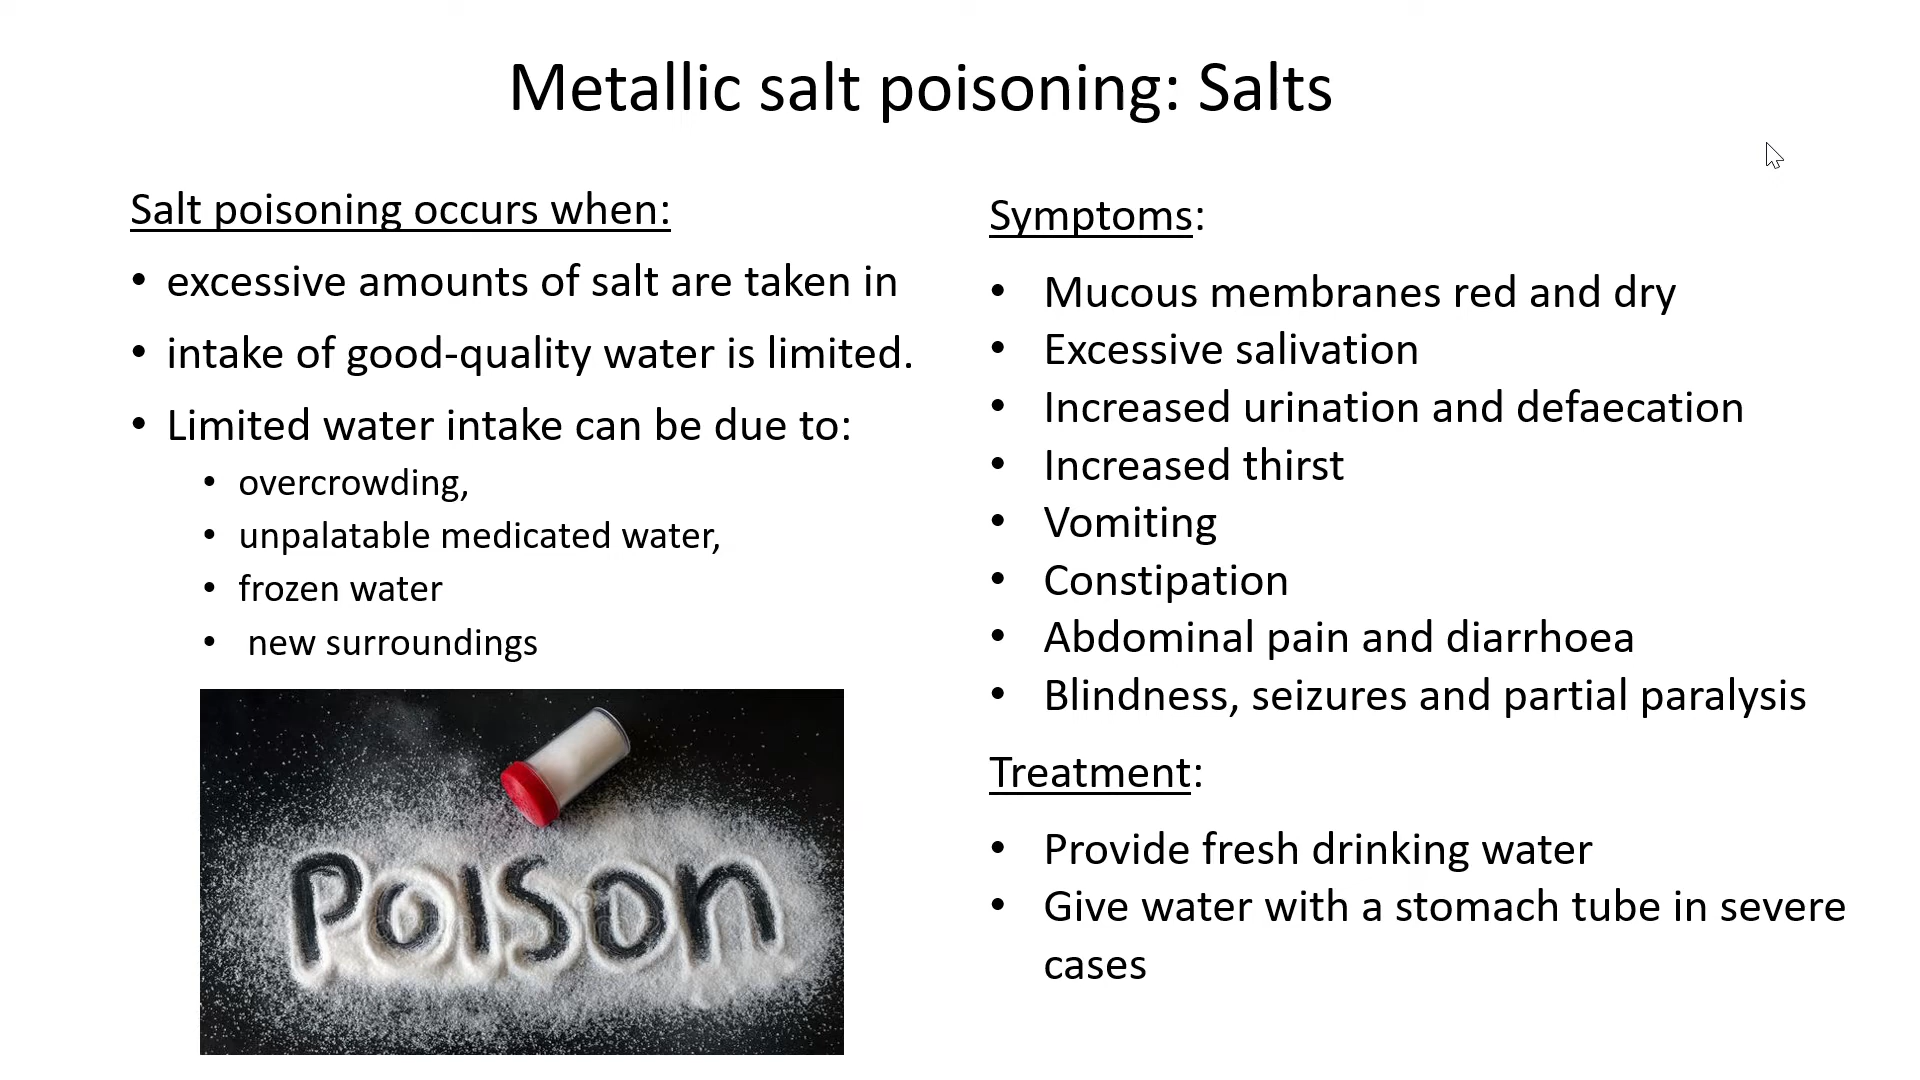 Metallic salt poisoning: Salts
Salt poisoning occurs when:
• excessive amounts of salt are taken in
• intake of good-quality water is limited.
• Limited water intake can be due to:
• overcrowding,
• unpalatable medicated water,
• frozen water
• new surroundings
Poison
Symptoms:
• Mucous membranes red and dry
• Excessive salivation
• Increased urination and defaecation
• Increased thirst
• Vomiting
• Constipation
• Abdominal pain and diarrhoea
• Blindness, seizures and partial paralysis
Treatment:
• Provide fresh drinking water
• Give water with a stomach tube in severe
cases